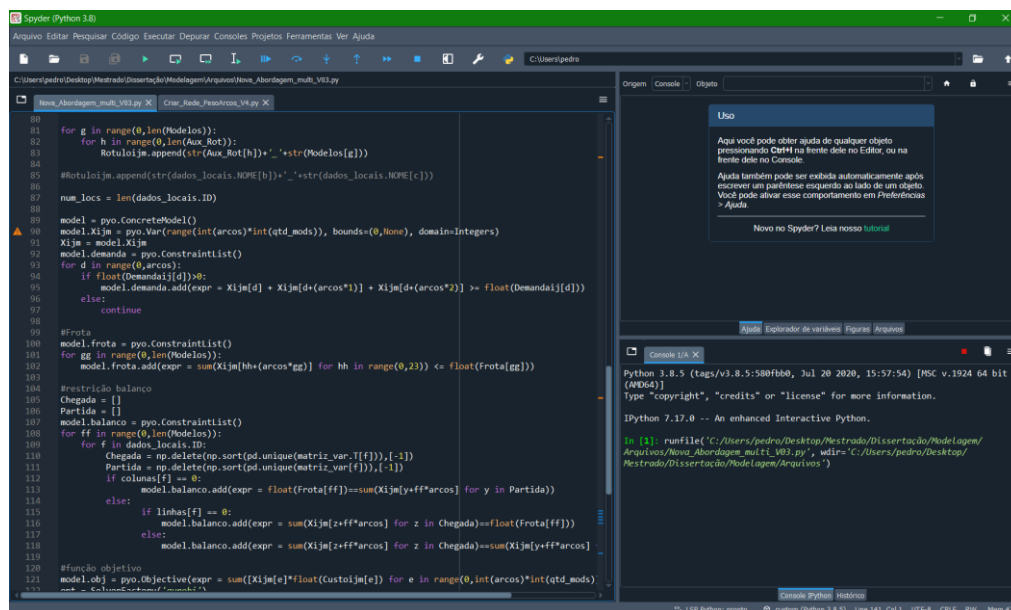 Spyder (Python 3.8)
Arquivo Editar Pesquisar Código Executar Depurar Consoles Projetos Ferramentas Ver Ajuda
C:\Users\pedro
C:\Users\pedro\Desktop\Mestrado\Dissertação\Modelagem\Arquivos\Nova_Abordagem_multi_V03.py
Nova_Abordagem_multi_V03.py Criar_Rede_PesoArcos_V4.py
80
81 for g in range(0,len(Modelos)):
82     for h in range(0,len(Aux_Rot)):
83         Rotuloijm.append(str(Aux_Rot[h])+'_'+str(Modelos[g]))
84
85 #Rotuloijm.append(str(dados_locais.NOME[b])+'_'+str(dados_locais.NOME[c]))
86
87 num_locs = len(dados_locais.ID)
88
89 model = pyo.ConcreteModel()
90 model.Xijm = pyo.Var(range(int(arcos)*int(qtd_mods)), bounds=(0,None), domain=Integers)
91 Xijm = model.Xijm
92 model.demanda = pyo.ConstraintList()
93 for d in range(0,arcos):
94     if float(Demandaij[d])>0:
95         model.demanda.add(expr = Xijm[d] + Xijm[d+(arcos*1)] + Xijm[d+(arcos*2)] >= float(Demandaij[d]))
96     else:
97         continue
98
99 #Frota
100 model.frota = pyo.ConstraintList()
101 for gg in range(0,len(Modelos)):
102     model.frota.add(expr = sum(Xijm[hh+(arcos*gg)] for hh in range(0,23)) <= float(Frota[gg]))
103
104 #restrição balanço
105 Chegada = []
106 Partida = []
107 model.balanco = pyo.ConstraintList()
108 for ff in range(0,len(Modelos)):
109     for f in dados_locais.ID:
110         Chegada = np.delete(np.sort(pd.unique(matriz_var.T[f])),[-1])
111         Partida = np.delete(np.sort(pd.unique(matriz_var[f])),[-1])
112         if colunas[f] == 0:
113             model.balanco.add(expr = float(Frota[ff])==sum(Xijm[y+ff*arcos] for y in Partida))
114         else:
115             if linhas[f] == 0:
116                 model.balanco.add(expr = sum(Xijm[z+ff*arcos] for z in Chegada)==float(Frota[ff]))
117             else:
118                 model.balanco.add(expr = sum(Xijm[z+ff*arcos] for z in Chegada)==sum(Xijm[y+ff*arcos]
119
120 #função objetivo
121 model.obj = pyo.Objective(expr = sum([Xijm[e]*float(Custoijm[e]) for e in range(0,int(arcos)*int(qtd_mods)
Origem Console Objeto
Uso
Aqui você pode obter ajuda de qualquer objeto
pressionando Ctrl+I na frente dele no Editor, ou na
frente dele no Console.
Ajuda também pode ser exibida automaticamente após
escrever um parêntese esquerdo ao lado de um objeto.
Você pode ativar esse comportamento em Preferências
> Ajuda.
Novo no Spyder? Leia nosso tutorial
Ajuda Explorador de variáveis Figuras Arquivos
Console 1/A
Python 3.8.5 (tags/v3.8.5:580fbb0, Jul 20 2020, 15:57:54) [MSC v.1924 64 bit
(AMD64)]
Type "copyright", "credits" or "license" for more information.
IPython 7.17.0 -- An enhanced Interactive Python.
In [1]: runfile('C:/Users/pedro/Desktop/Mestrado/Dissertação/Modelagem/
Arquivos/Nova_Abordagem_multi_V03.py', wdir='C:/Users/pedro/Desktop/
Mestrado/Dissertação/Modelagem/Arquivos')
Console IPython Histórico